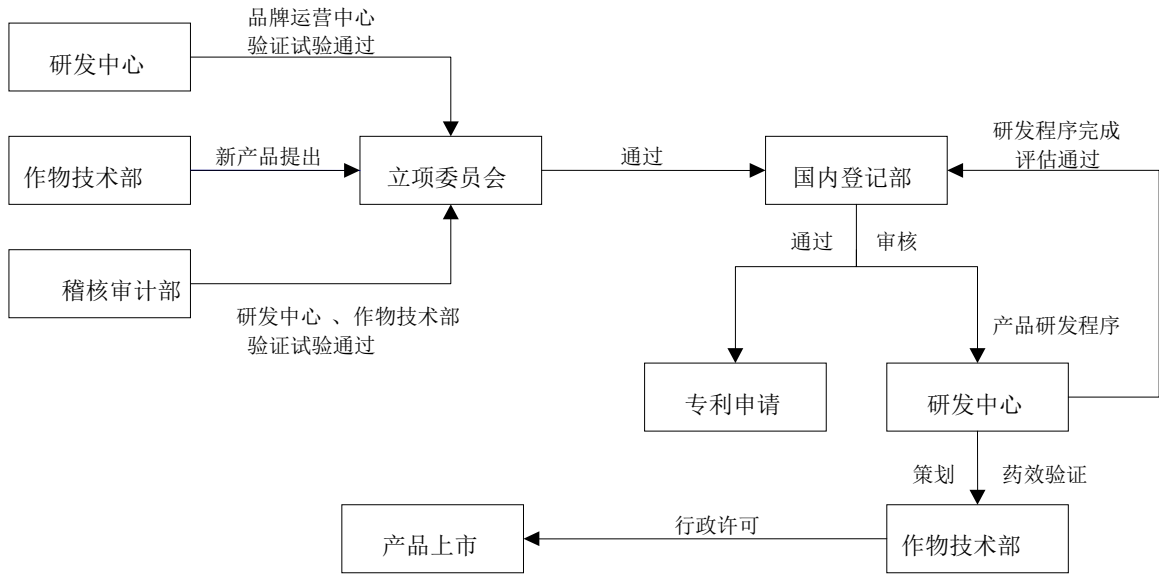 品牌运营中心
验证试验通过
研发中心
作物技术部
新产品提出
立项委员会
通过
国内登记部
研发程序完成
评估通过
稽核审计部
研发中心 、作物技术部
验证试验通过
通过
审核
产品研发程序
专利申请
研发中心
策划
药效验证
产品上市
行政许可
作物技术部